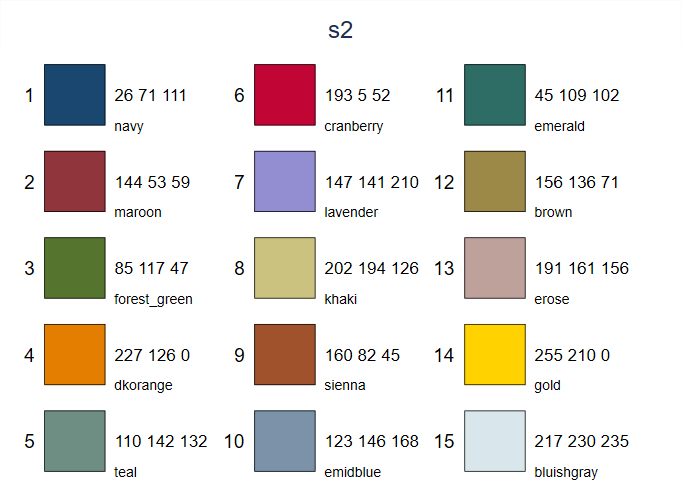 s2
1
26 71 111
navy
2
144 53 59
maroon
3
85 117 47
forest_green
4
227 126 0
dkorange
5
110 142 132
teal
6
193 5 52
cranberry
7
147 141 210
lavender
8
202 194 126
khaki
9
160 82 45
sienna
10
123 146 168
emidblue
11
45 109 102
emerald
12
156 136 71
brown
13
191 161 156
erose
14
255 210 0
gold
15
217 230 235
bluishgray